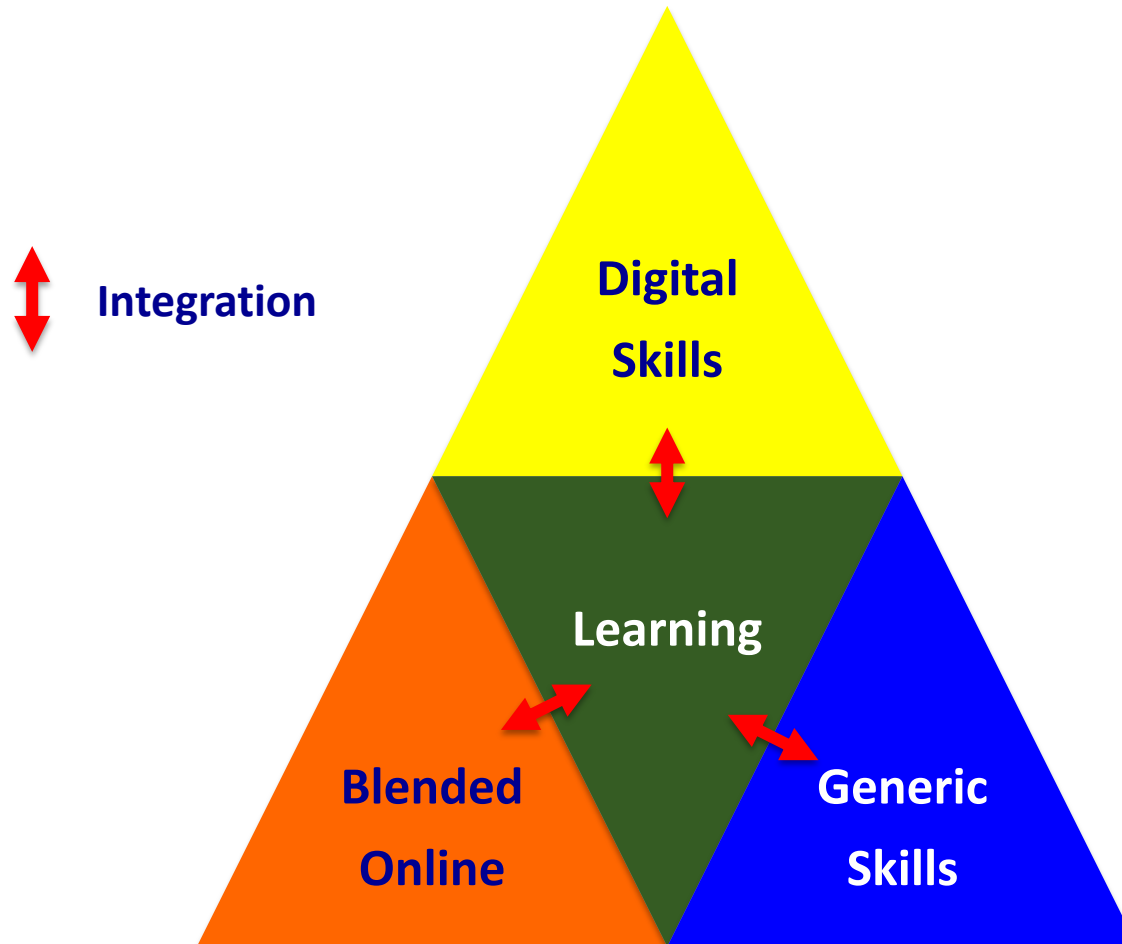 Digital
Skills
Integration
Learning
Blended
Online
Generic
Skills